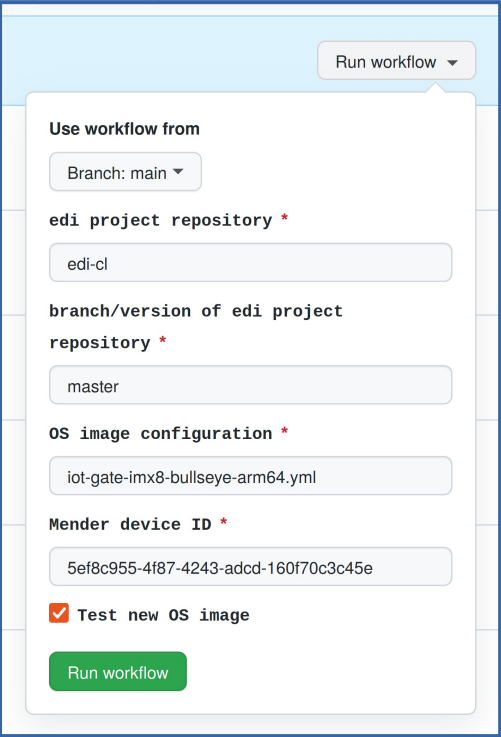 Run workflow
Use workflow from
Branch: main
edi project repository *
edi-cl
branch/version of edi project
repository *
master
OS image configuration *
iot-gate-imx8-bullseye-arm64.yml
Mender device ID *
5ef8c955-4f87-4243-adcd-160f70c3c45e
Test new OS image
Run workflow